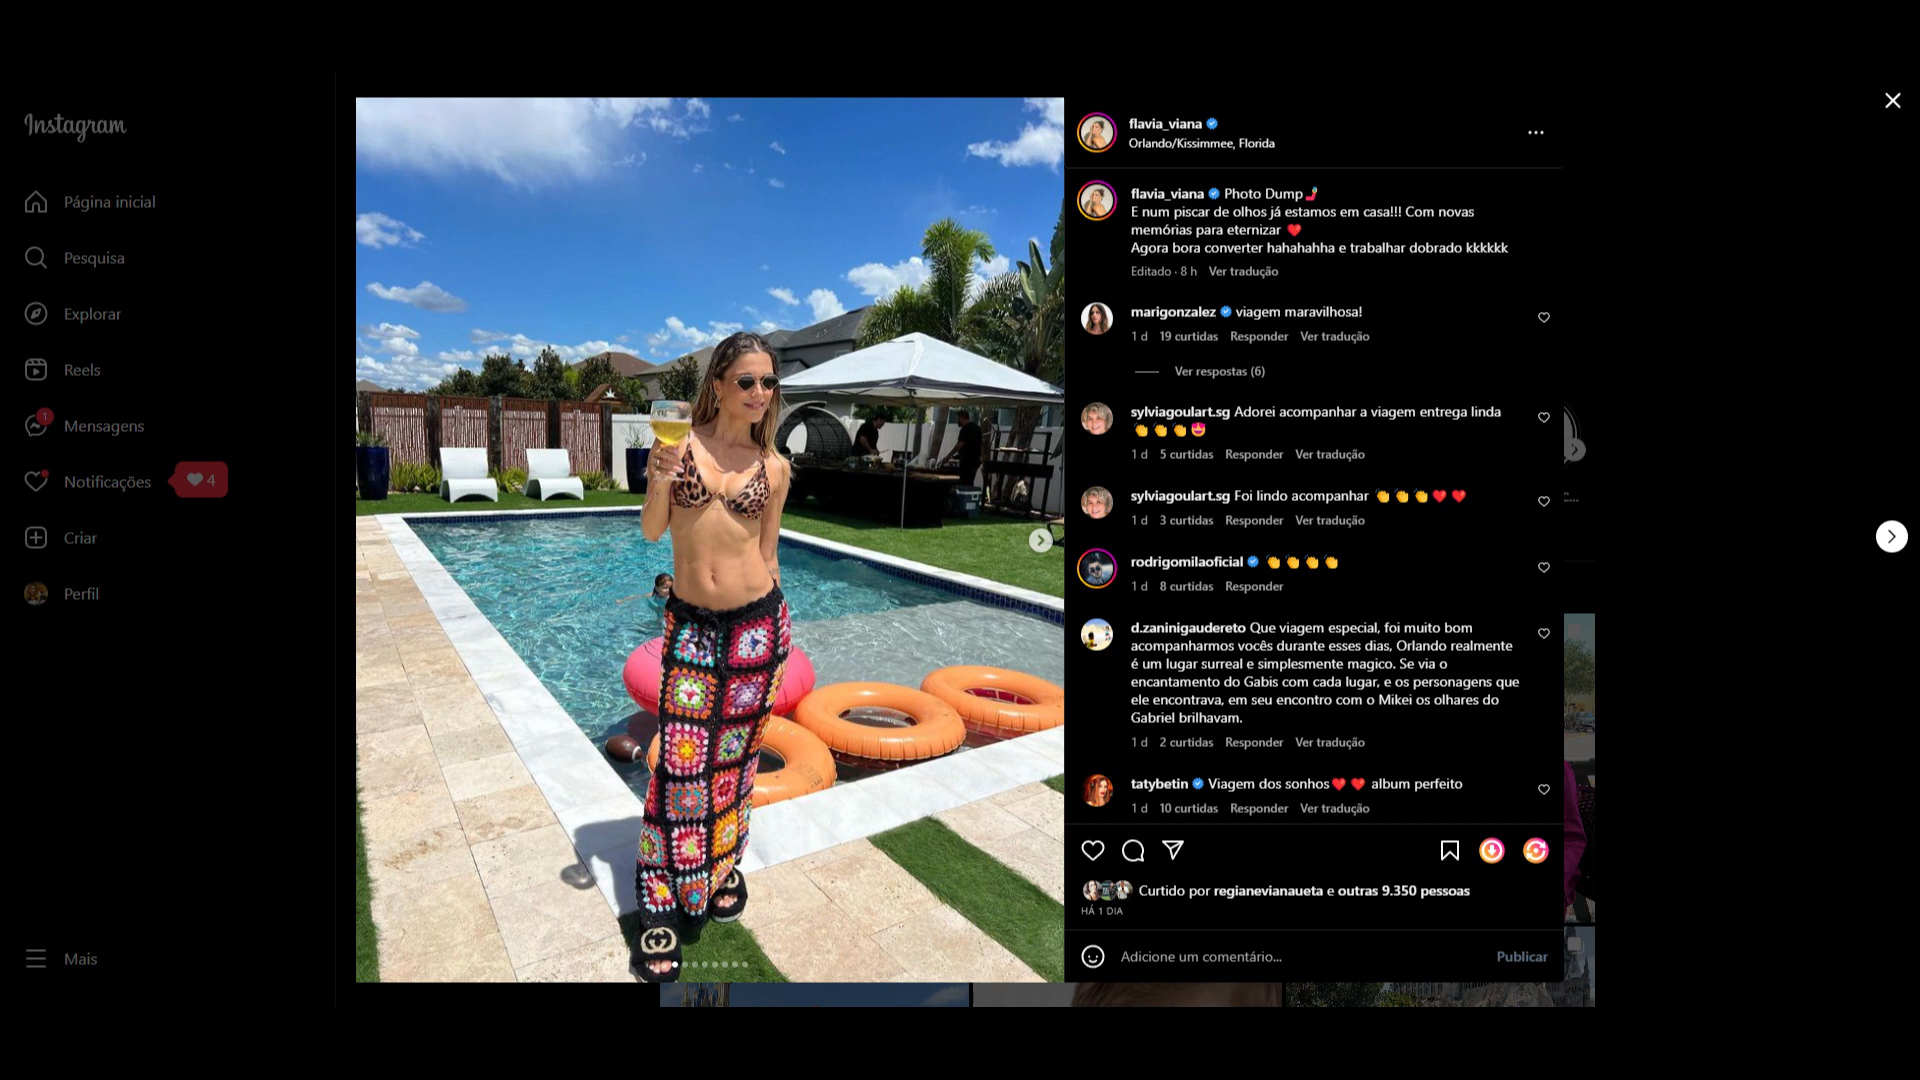 Instagram
Página inicial
Pesquisa
Explorar
Reels
1
Mensagens
Notificações
4
Criar
Perfil
Mais
flavia_viana
Orlando/Kissimmee, Florida
flavia_viana Photo Dump🤳
E num piscar de olhos já estamos em casa!!! Com novas
memórias para eternizar ❤️
Agora bora converter hahahahha e trabalhar dobrado kkkkkk
Editado · 8 h Ver tradução
marigonzalez viagem maravilhosa!
1 d 19 curtidas Responder Ver tradução
Ver respostas (6)
sylviagoulart.sg Adorei acompanhar a viagem entrega linda
👏👏👏🤩
1 d 5 curtidas Responder Ver tradução
sylviagoulart.sg Foi lindo acompanhar 👏👏👏❤️❤️
1 d 3 curtidas Responder Ver tradução
rodrigomilaoficial 👏👏👏👏
1 d 8 curtidas Responder
d.zaninigaudereto Que viagem especial, foi muito bom
acompanharmos vocês durante esses dias, Orlando realmente
é um lugar surreal e simplesmente magico. Se via o
encantamento do Gabis com cada lugar, e os personagens que
ele encontrava, em seu encontro com o Mikei os olhares do
Gabriel brilhavam.
1 d 2 curtidas Responder Ver tradução
tatybetin Viagem dos sonhos❤️❤️ album perfeito
1 d 10 curtidas Responder Ver tradução
Curtido por regianevianaueta e outras 9.350 pessoas
HÁ 1 DIA
Adicione um comentário...
Publicar